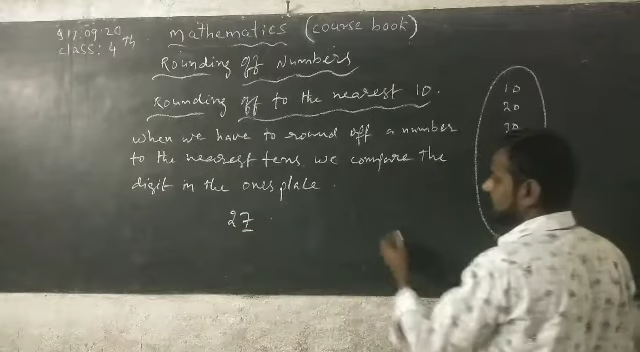 17.09.20
Class: 4th
Mathematics (course book)
Rounding off Numbers
Rounding off to the nearest 10.
when we have to round off a number
to the nearest tens we compare the
digit in the ones place.
27
10
20
30